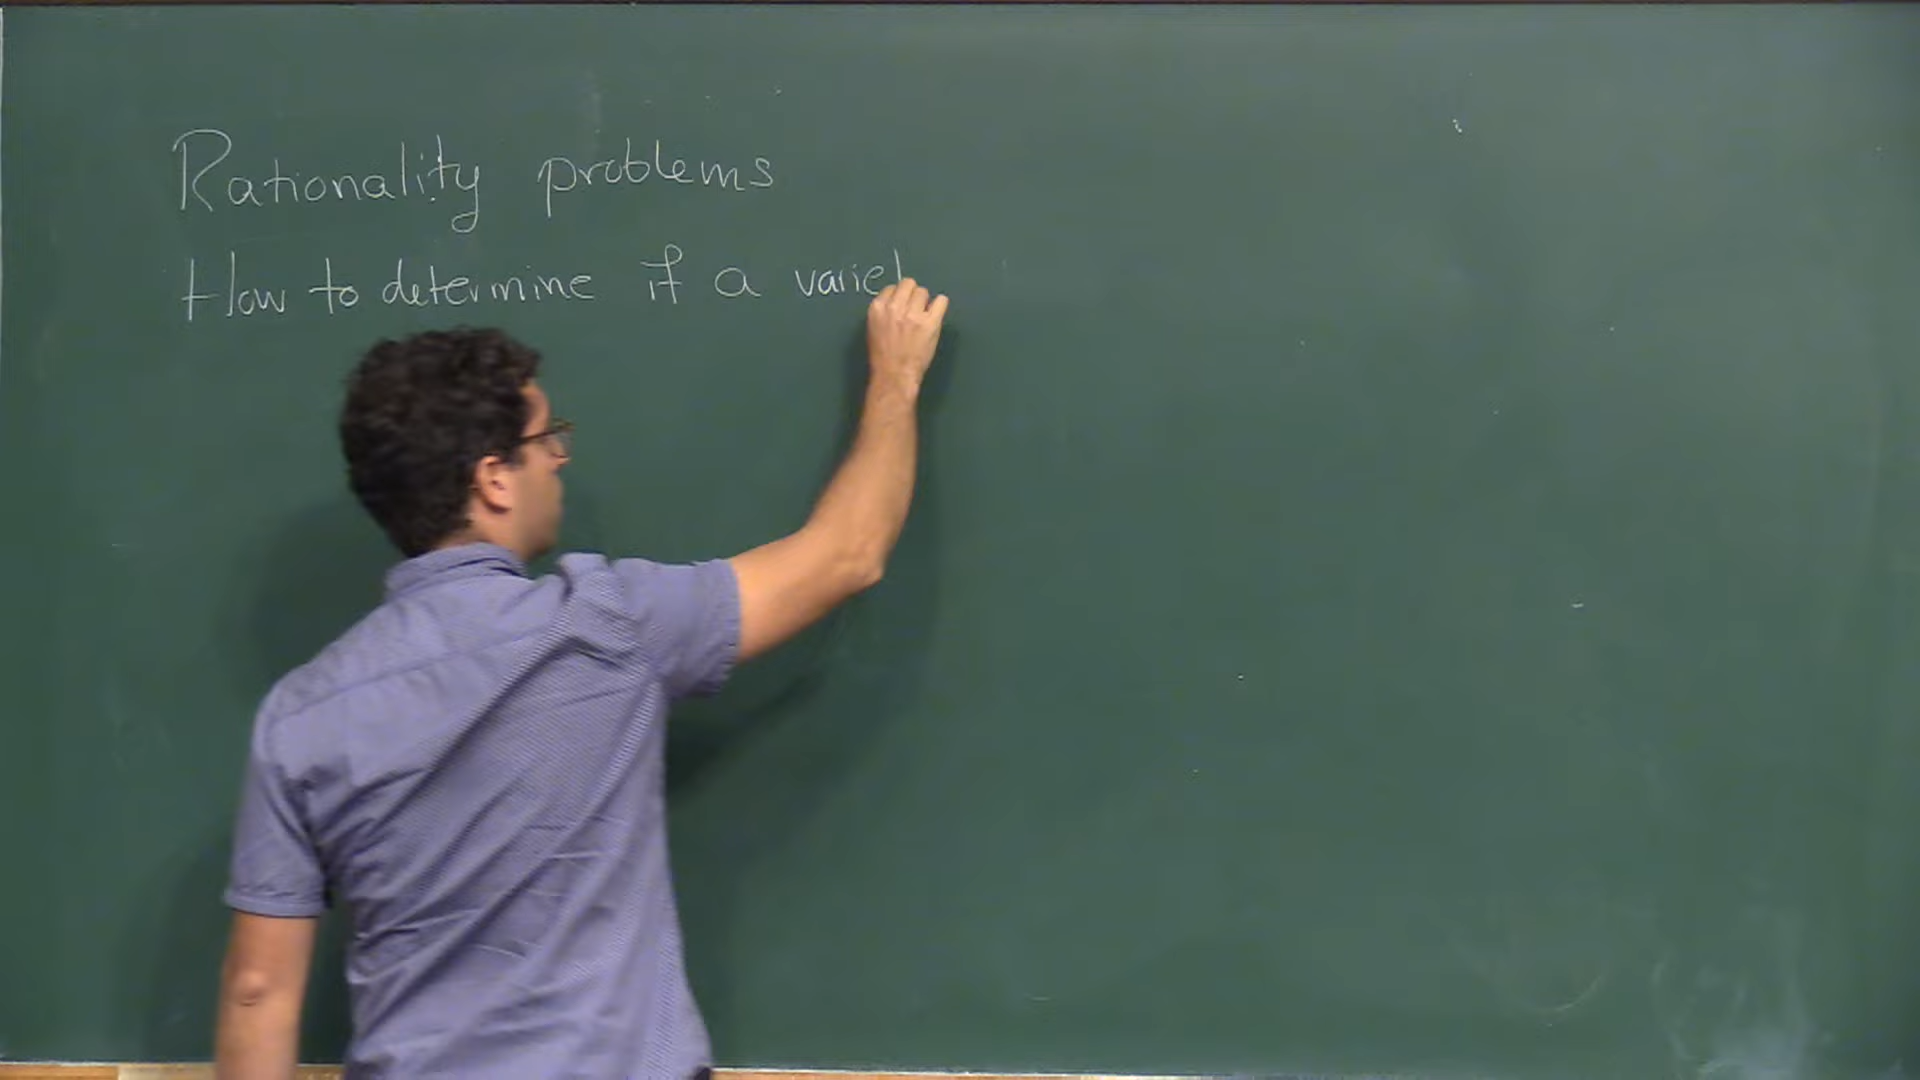 Rationality problems
How to determine if a variet